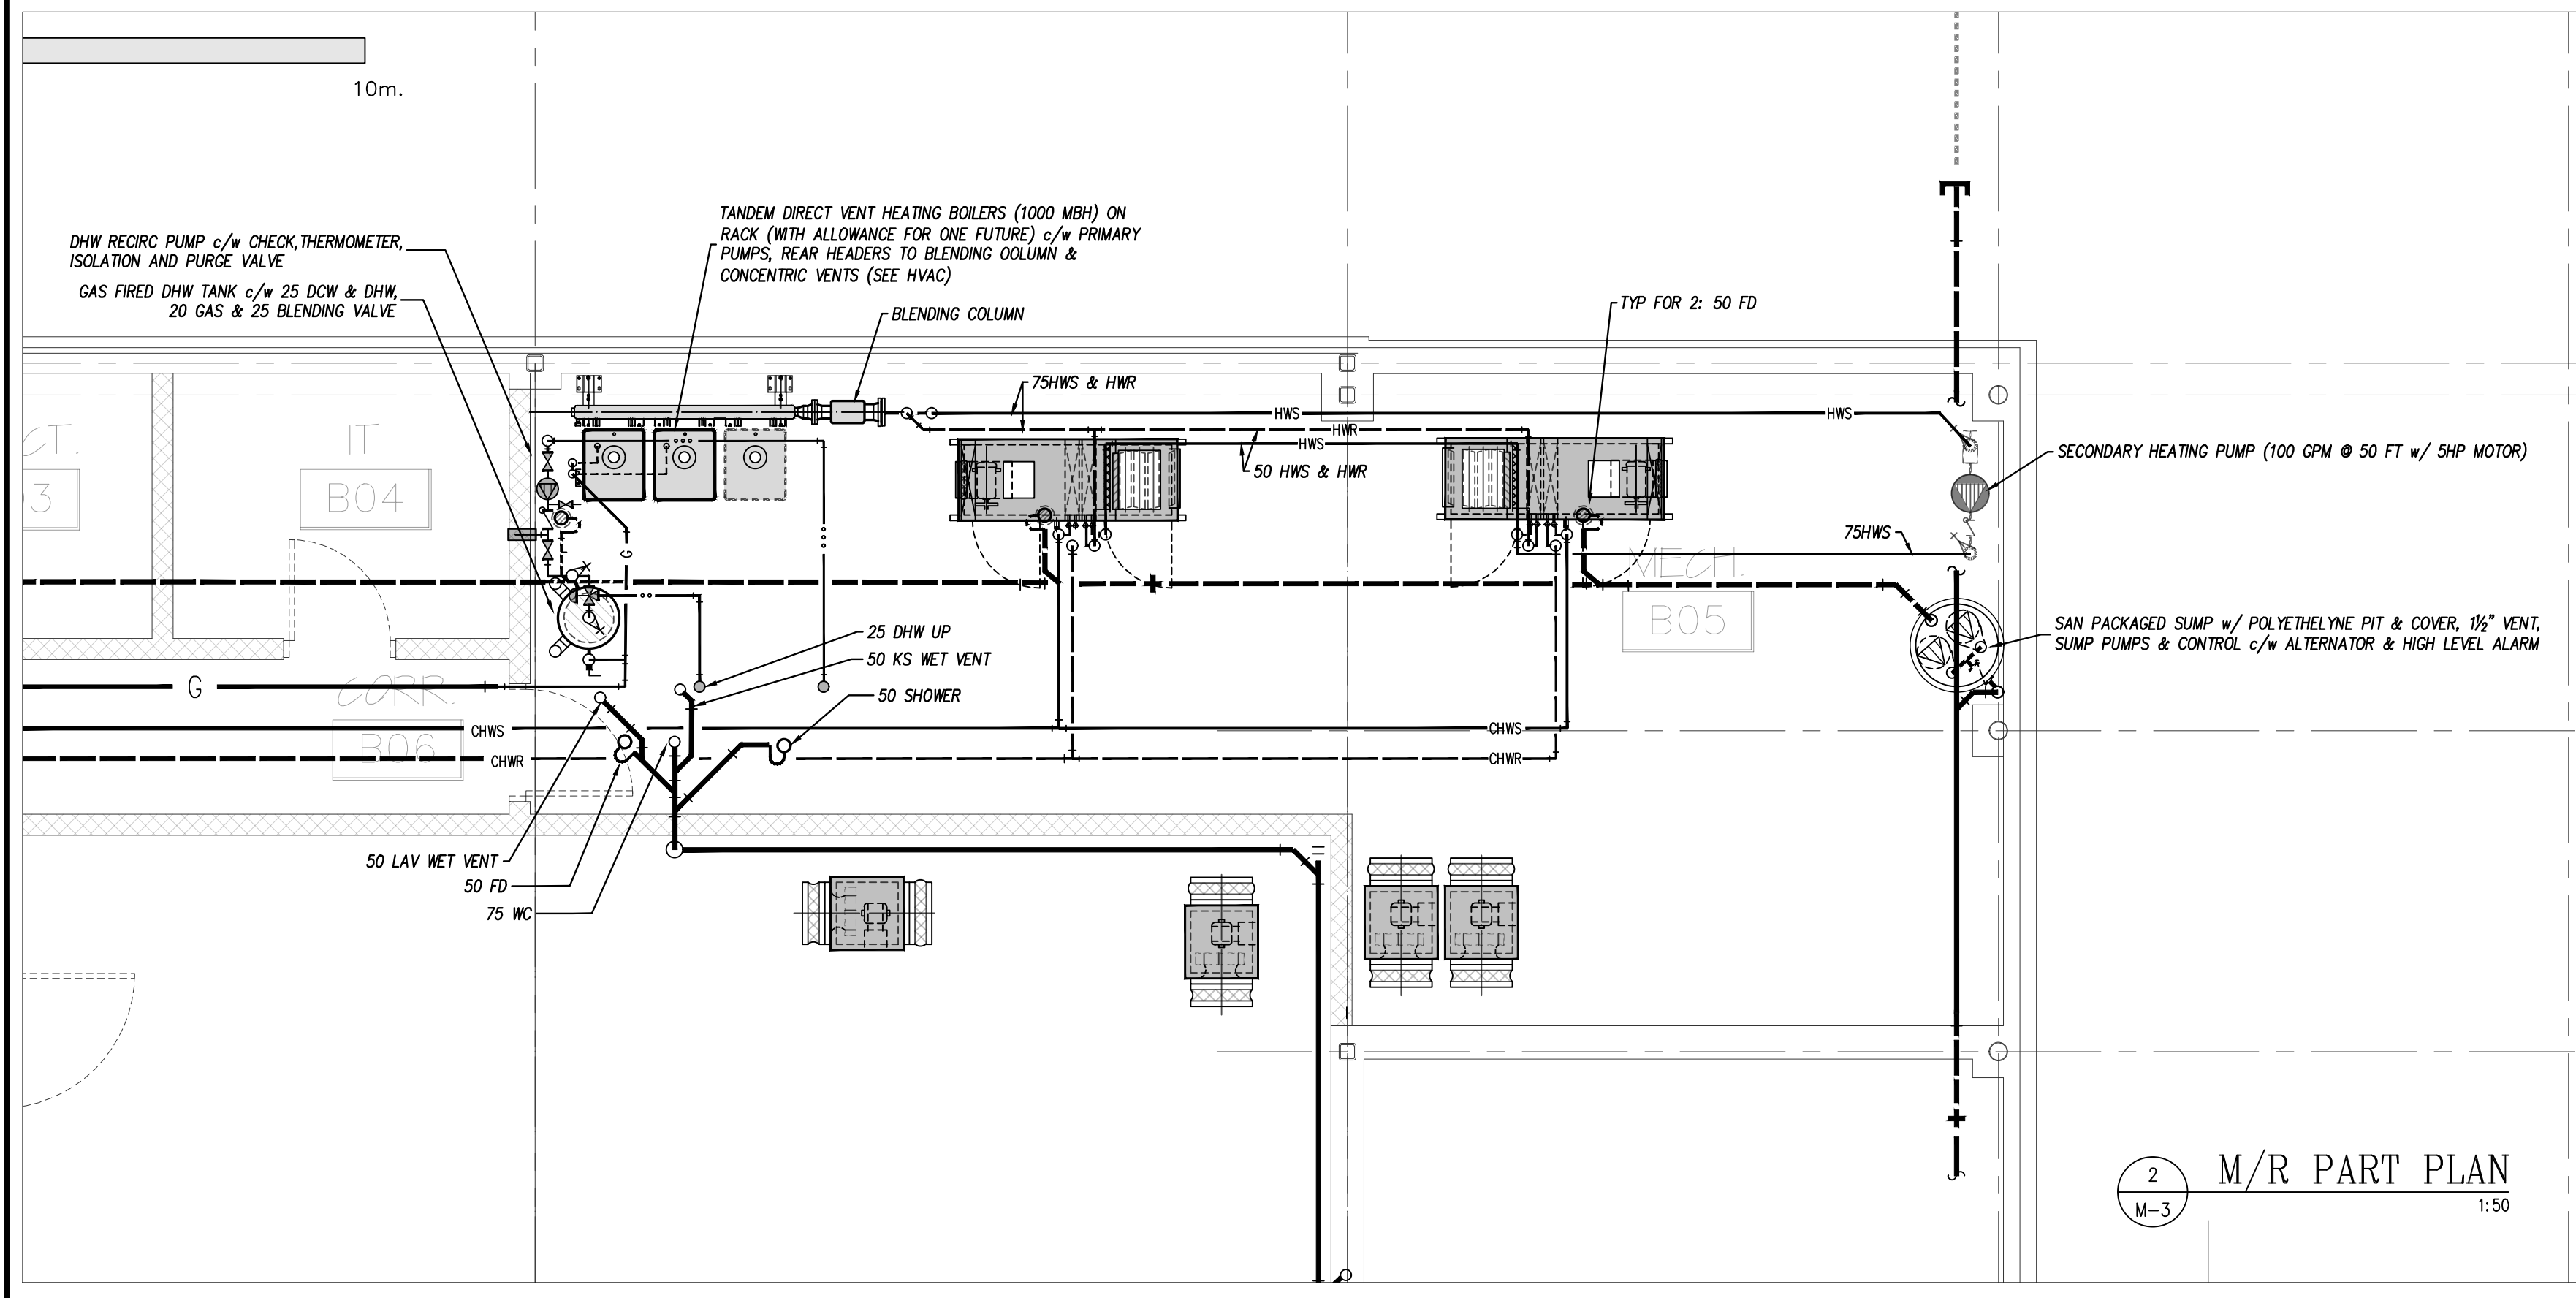 10m.
TANDEM DIRECT VENT HEATING BOILERS (1000 MBH) ON
RACK (WITH ALLOWANCE FOR ONE FUTURE) c/w PRIMARY
PUMPS, REAR HEADERS TO BLENDING OOLUMN &
CONCENTRIC VENTS (SEE HVAC)
DHW RECIRC PUMP c/w CHECK,THERMOMETER,
ISOLATION AND PURGE VALVE
GAS FIRED DHW TANK c/w 25 DCW & DHW,
20 GAS & 25 BLENDING VALVE
BLENDING COLUMN
TYP FOR 2: 50 FD
75HWS & HWR
HWS
HWS
HWR
HWS
50 HWS & HWR
CT.
03
IT
B04
SECONDARY HEATING PUMP (100 GPM @ 50 FT w/ 5HP MOTOR)
75HWS
G
MECH.
B05
SAN PACKAGED SUMP w/ POLYETHELYNE PIT & COVER, 1½" VENT,
SUMP PUMPS & CONTROL c/w ALTERNATOR & HIGH LEVEL ALARM
25 DHW UP
50 KS WET VENT
50 SHOWER
G
CORR.
B06
CHWS
CHWS
CHWR
CHWR
50 LAV WET VENT
50 FD
75 WC
2
M-3
M/R PART PLAN
1:50